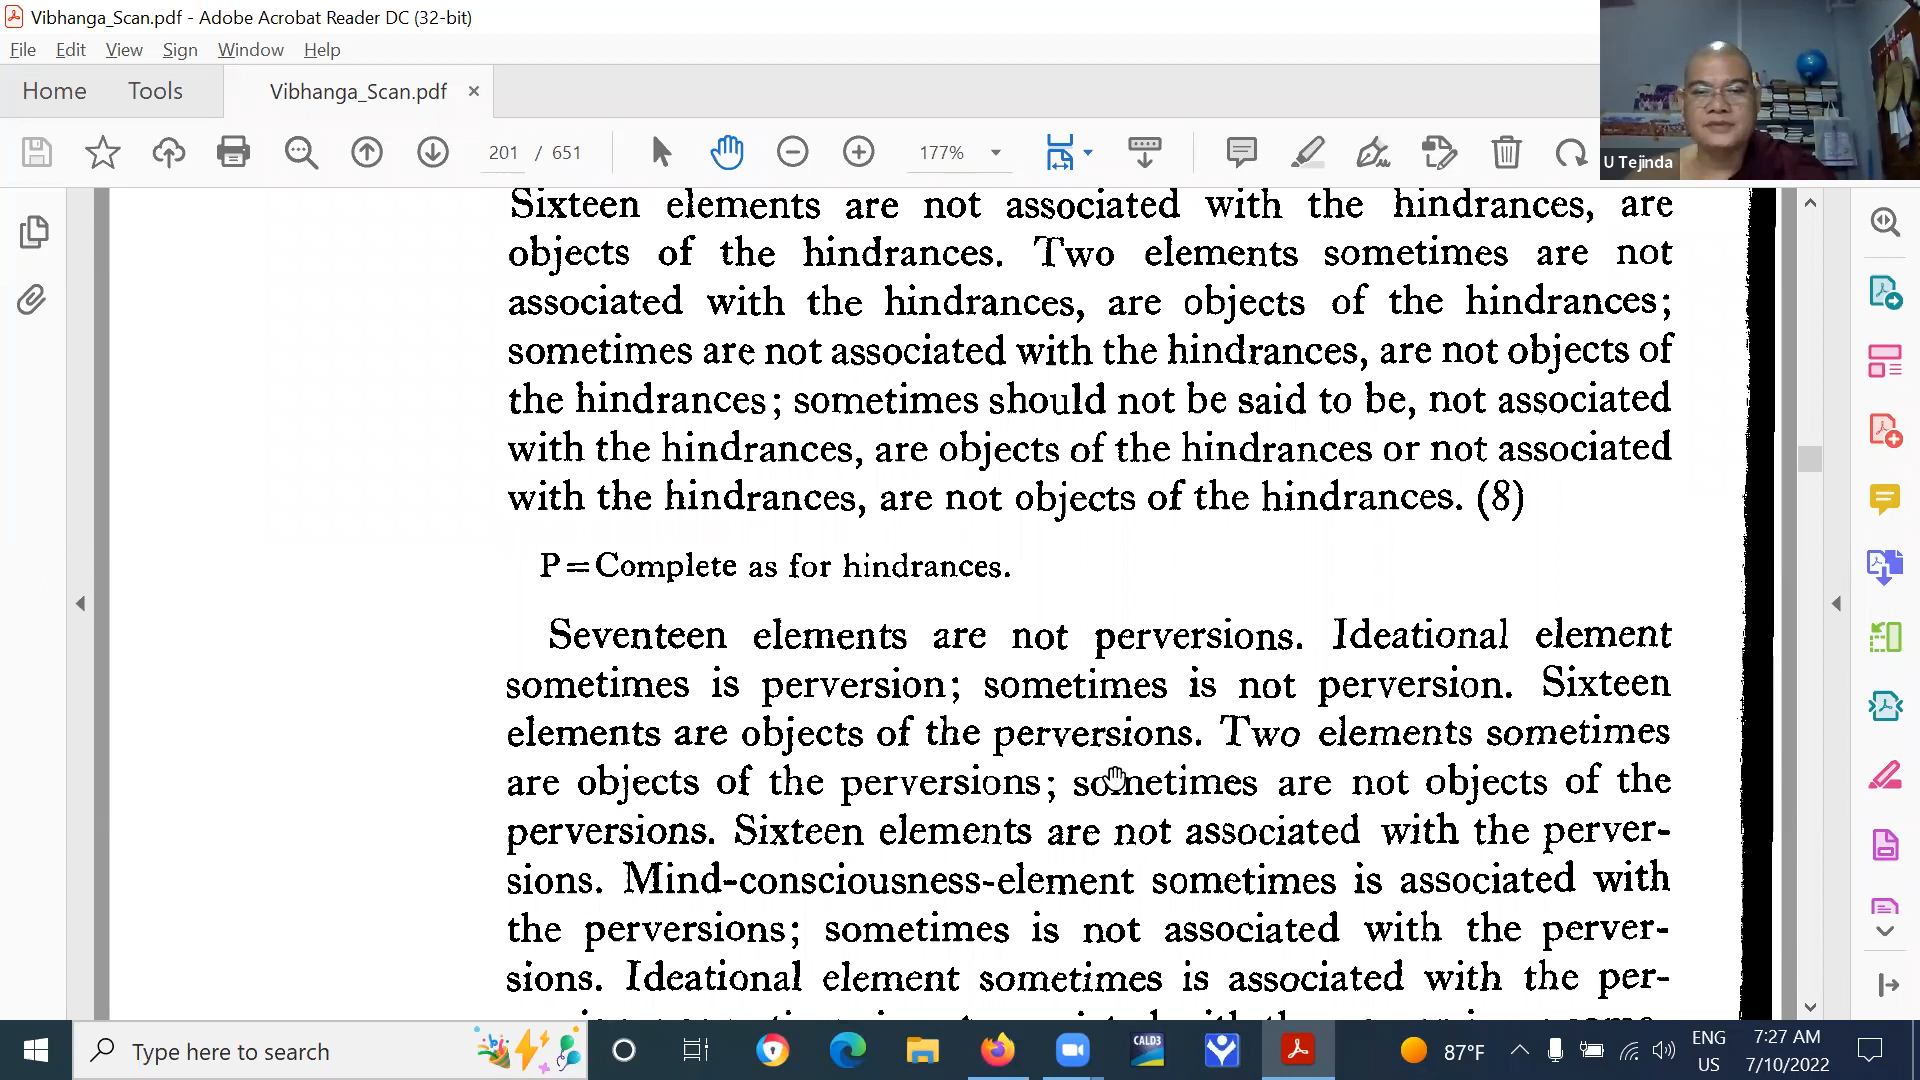 Vibhanga_Scan.pdf - Adobe Acrobat Reader DC (32-bit)
File Edit View Sign Window Help
Home Tools Vibhanga_Scan.pdf ×
201 / 651 177%
U Tejinda
Sixteen elements are not associated with the hindrances, are
objects of the hindrances. Two elements sometimes are not
associated with the hindrances, are objects of the hindrances;
sometimes are not associated with the hindrances, are not objects of
the hindrances; sometimes should not be said to be, not associated
with the hindrances, are objects of the hindrances or not associated
with the hindrances, are not objects of the hindrances. (8)
P=Complete as for hindrances.
Seventeen elements are not perversions. Ideational element
sometimes is perversion; sometimes is not perversion. Sixteen
elements are objects of the perversions. Two elements sometimes
are objects of the perversions; sometimes are not objects of the
perversions. Sixteen elements are not associated with the perver-
sions. Mind-consciousness-element sometimes is associated with
the perversions; sometimes is not associated with the perver-
sions. Ideational element sometimes is associated with the per-
Type here to search
CALD3
87°F
ENG
US
7:27 AM
7/10/2022